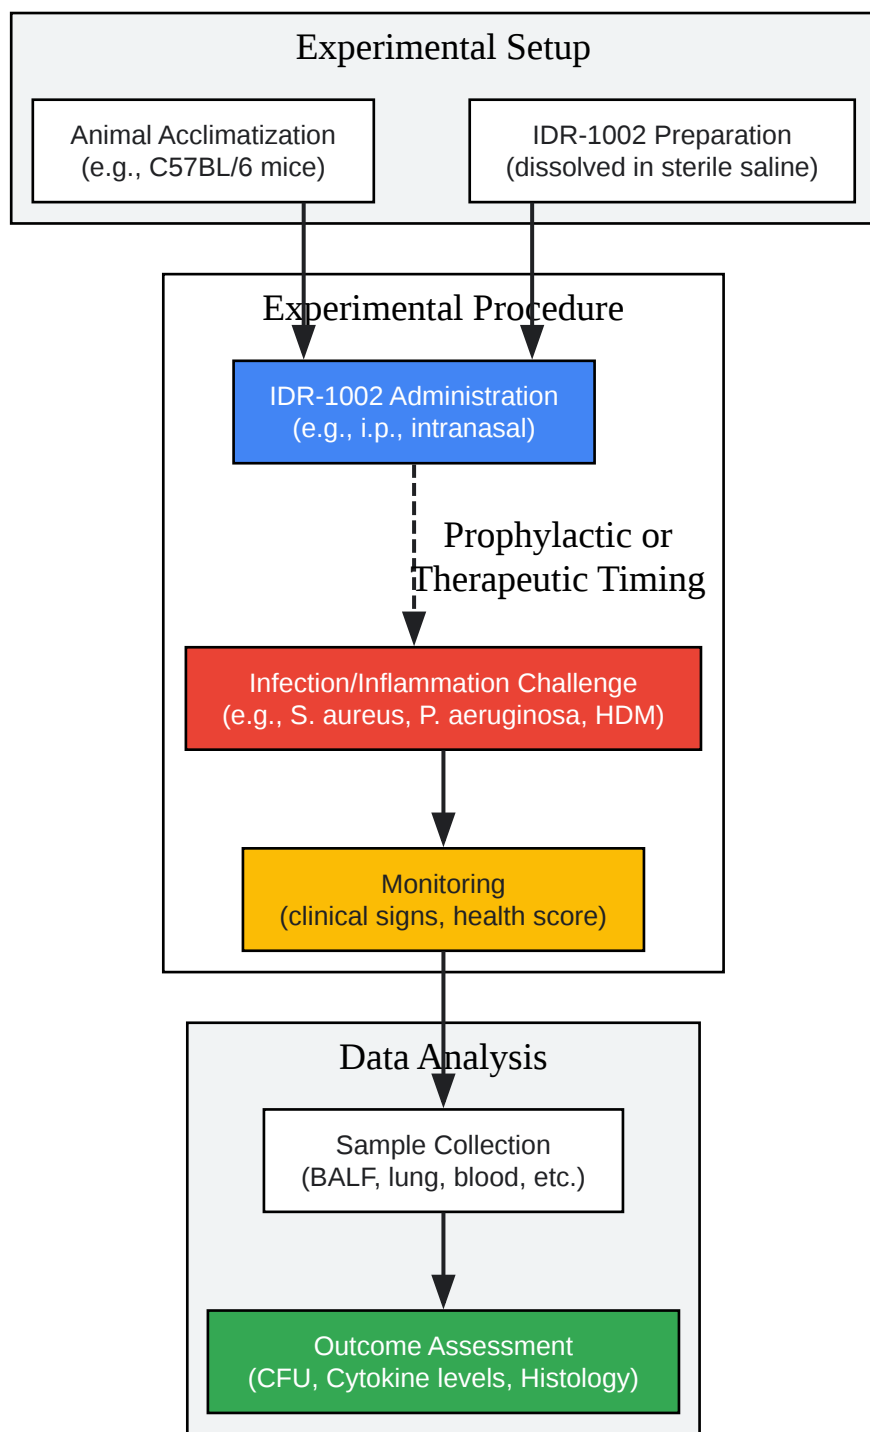 Experimental Setup
Animal Acclimatization
(e.g., C57BL/6 mice)
IDR-1002 Preparation
(dissolved in sterile saline)
Experimental Procedure
IDR-1002 Administration
(e.g., i.p., intranasal)
Prophylactic or
Therapeutic Timing
Infection/Inflammation Challenge
(e.g., S. aureus, P. aeruginosa, HDM)
Monitoring
(clinical signs, health score)
Data Analysis
Sample Collection
(BALF, lung, blood, etc.)
Outcome Assessment
(CFU, Cytokine levels, Histology)